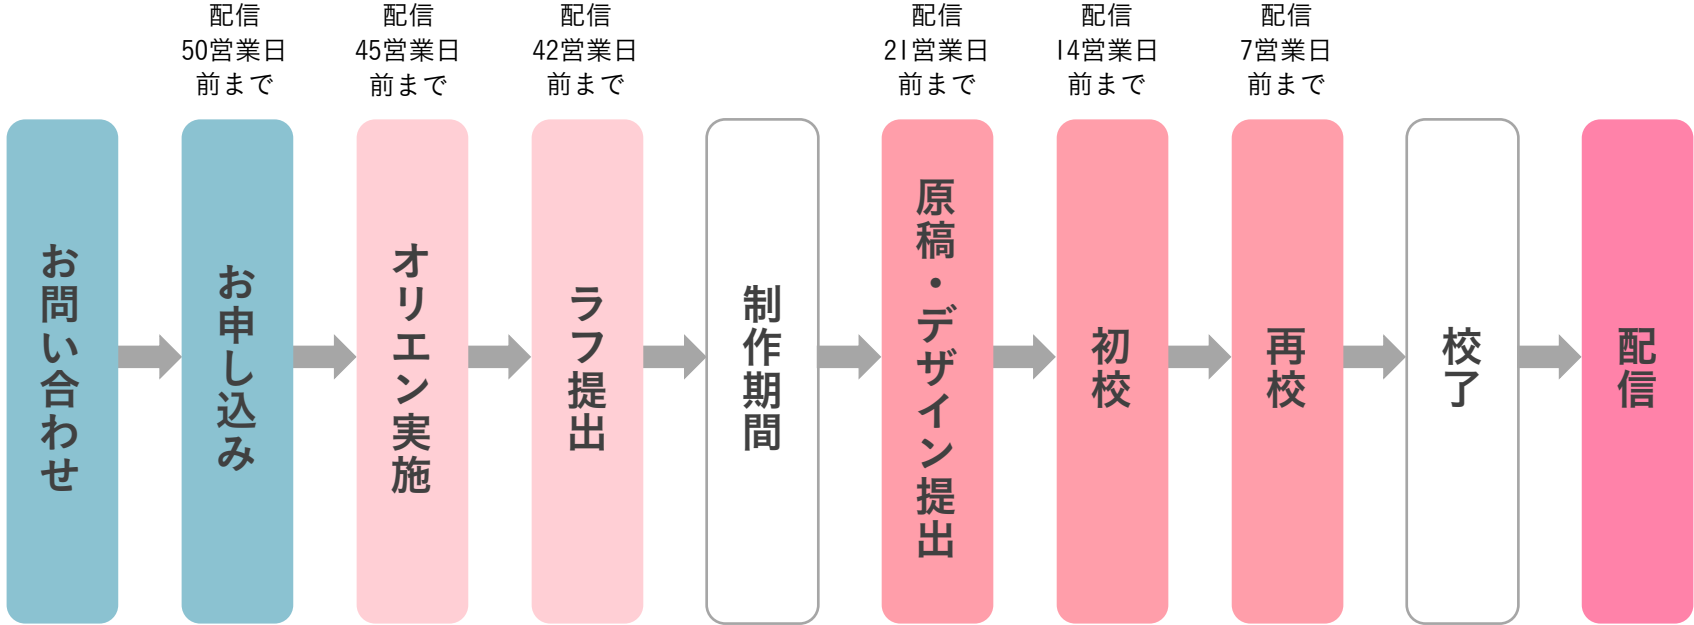 配信
50営業日
前まで
配信
45営業日
前まで
配信
42営業日
前まで
配信
21営業日
前まで
配信
14営業日
前まで
配信
7営業日
前まで
お問い合わせ
お申し込み
オリエン実施
ラフ提出
制作期間
原稿・デザイン提出
初校
再校
校了
配信